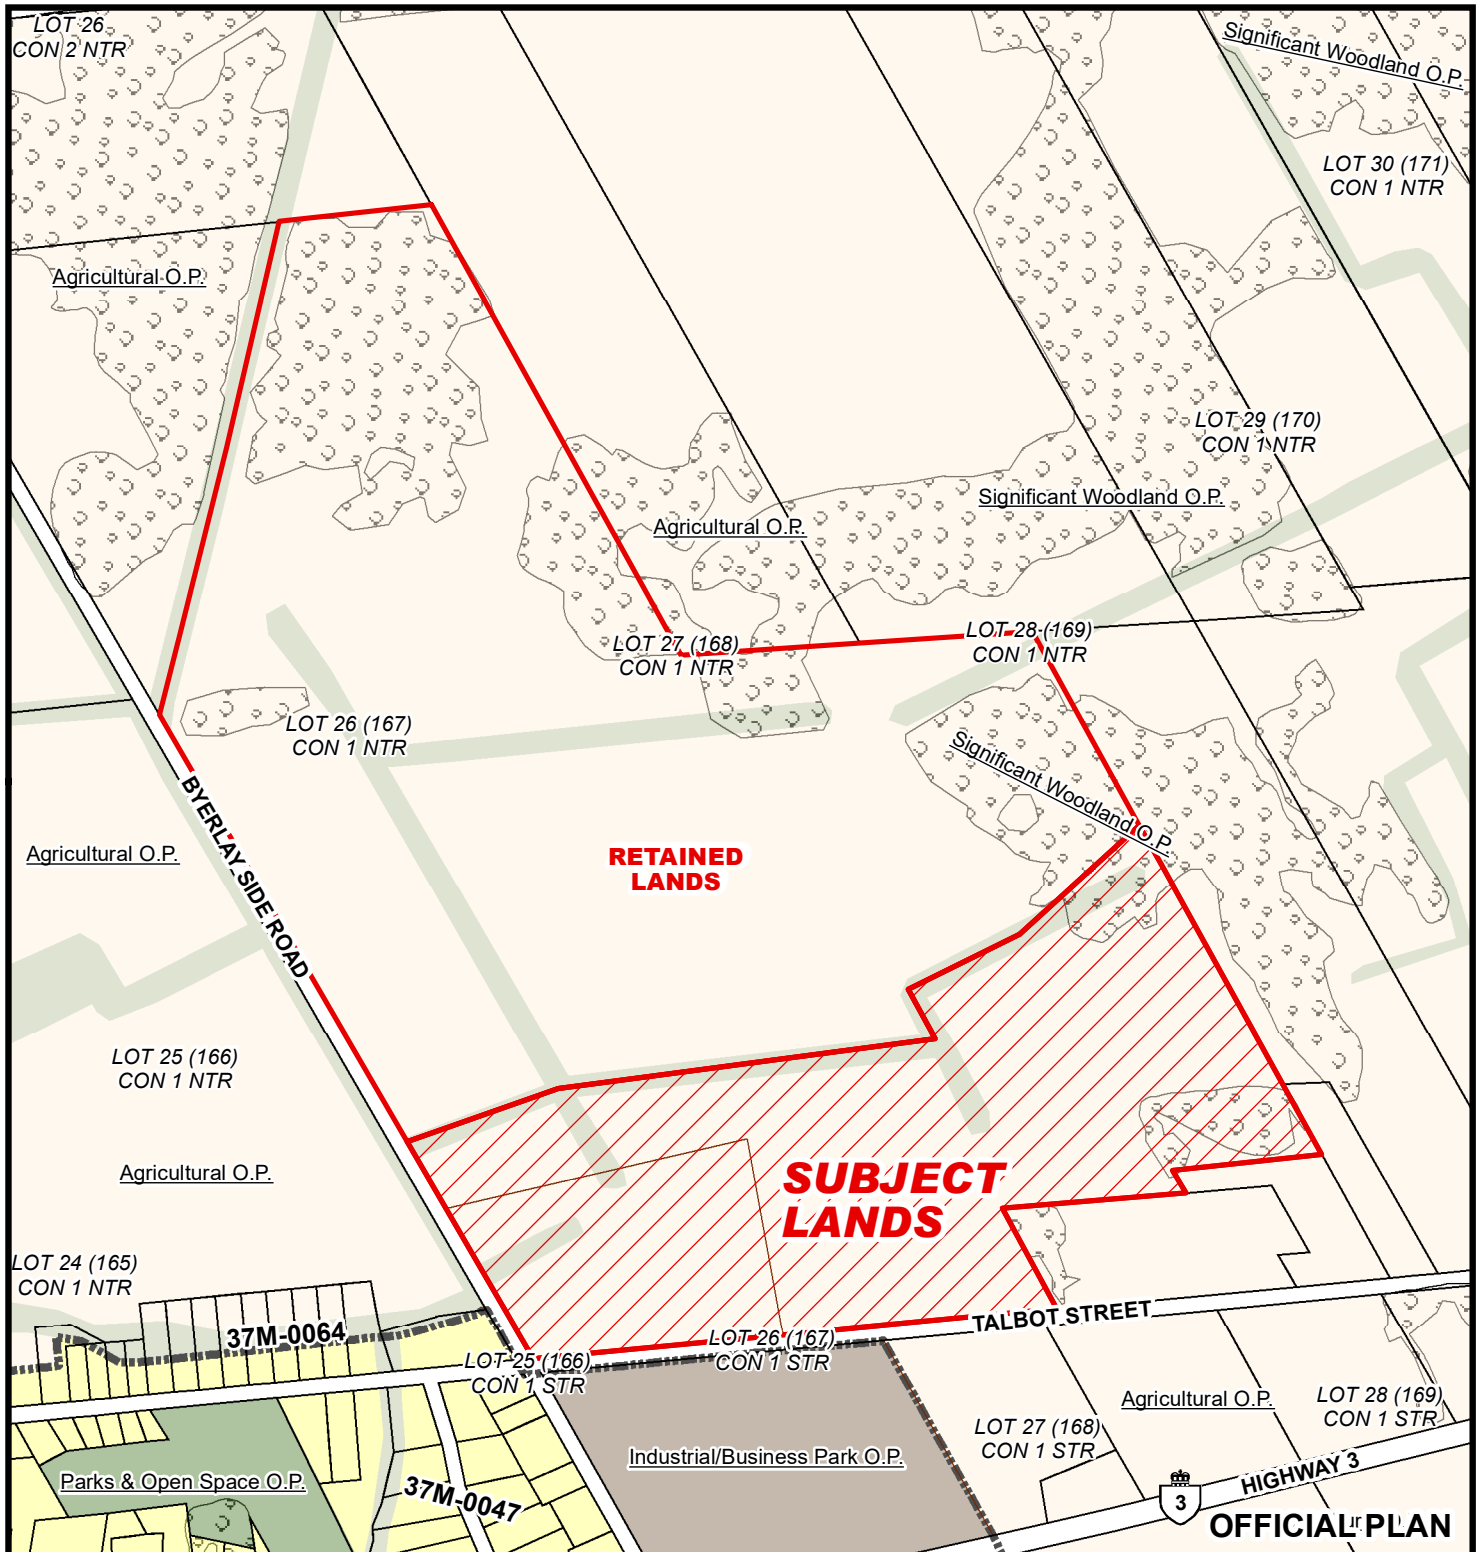 LOT 26
CON 2 NTR
Significant Woodland O.P.
LOT 30 (171)
CON 1 NTR
Agricultural O.P.
LOT 29 (170)
CON 1 NTR
Significant Woodland O.P.
Agricultural O.P.
LOT 27 (168)
CON 1 NTR
LOT 28 (169)
CON 1 NTR
LOT 26 (167)
CON 1 NTR
Significant Woodland O.P.
BYERLAY SIDE ROAD
Agricultural O.P.
RETAINED
LANDS
LOT 25 (166)
CON 1 NTR
Agricultural O.P.
SUBJECT
LANDS
LOT 24 (165)
CON 1 NTR
37M-0064
TALBOT STREET
LOT 26 (167)
CON 1 STR
LOT 25 (166)
CON 1 STR
Agricultural O.P.
LOT 28 (169)
CON 1 STR
LOT 27 (168)
CON 1 STR
Industrial/Business Park O.P.
Parks & Open Space O.P.
37M-0047
HIGHWAY 3
3
OFFICIAL PLAN